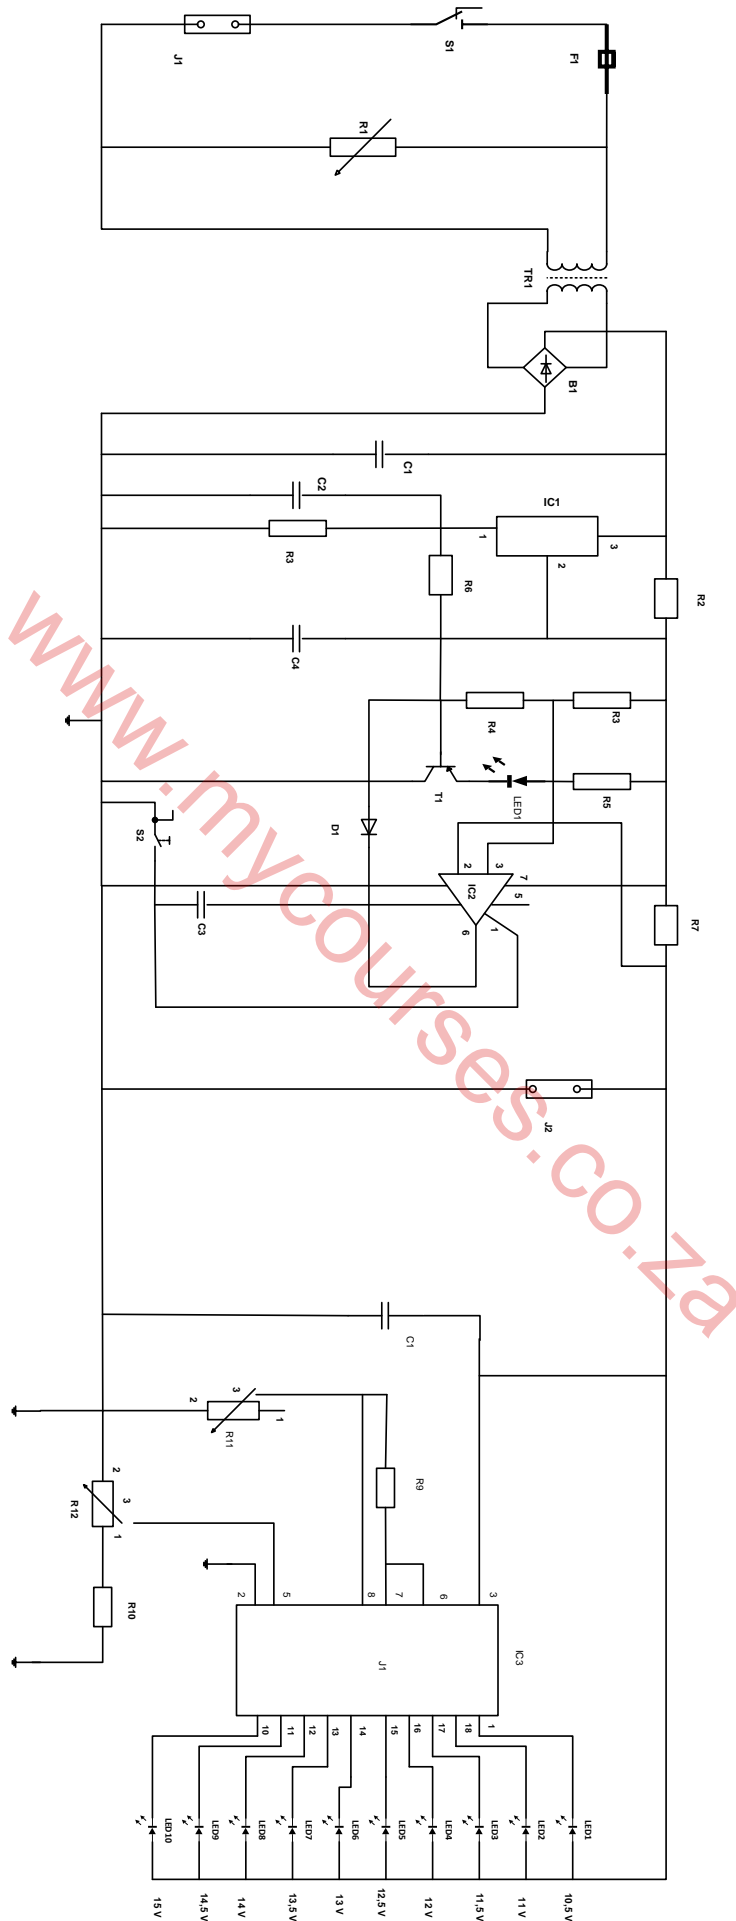 J1
S1
F1
R1
TR1
B1
C1
C2
IC1
1
3
2
R3
R6
R2
C4
R3
R4
R5
T1
LED1
D1
S2
2
3
7
IC2
5
6
1
C3
R7
J2
C1
3
2
1
R11
R9
2
3
1
R12
R10
2
5
8
7
6
3
J1
IC3
10
11
12
13
14
15
16
17
18
1
LED10
LED9
LED8
LED7
LED6
LED5
LED4
LED3
LED2
LED1
15 V
14,5 V
14 V
13,5 V
13 V
12,5 V
12 V
11,5 V
11 V
10,5 V
www.mycourses.co.za